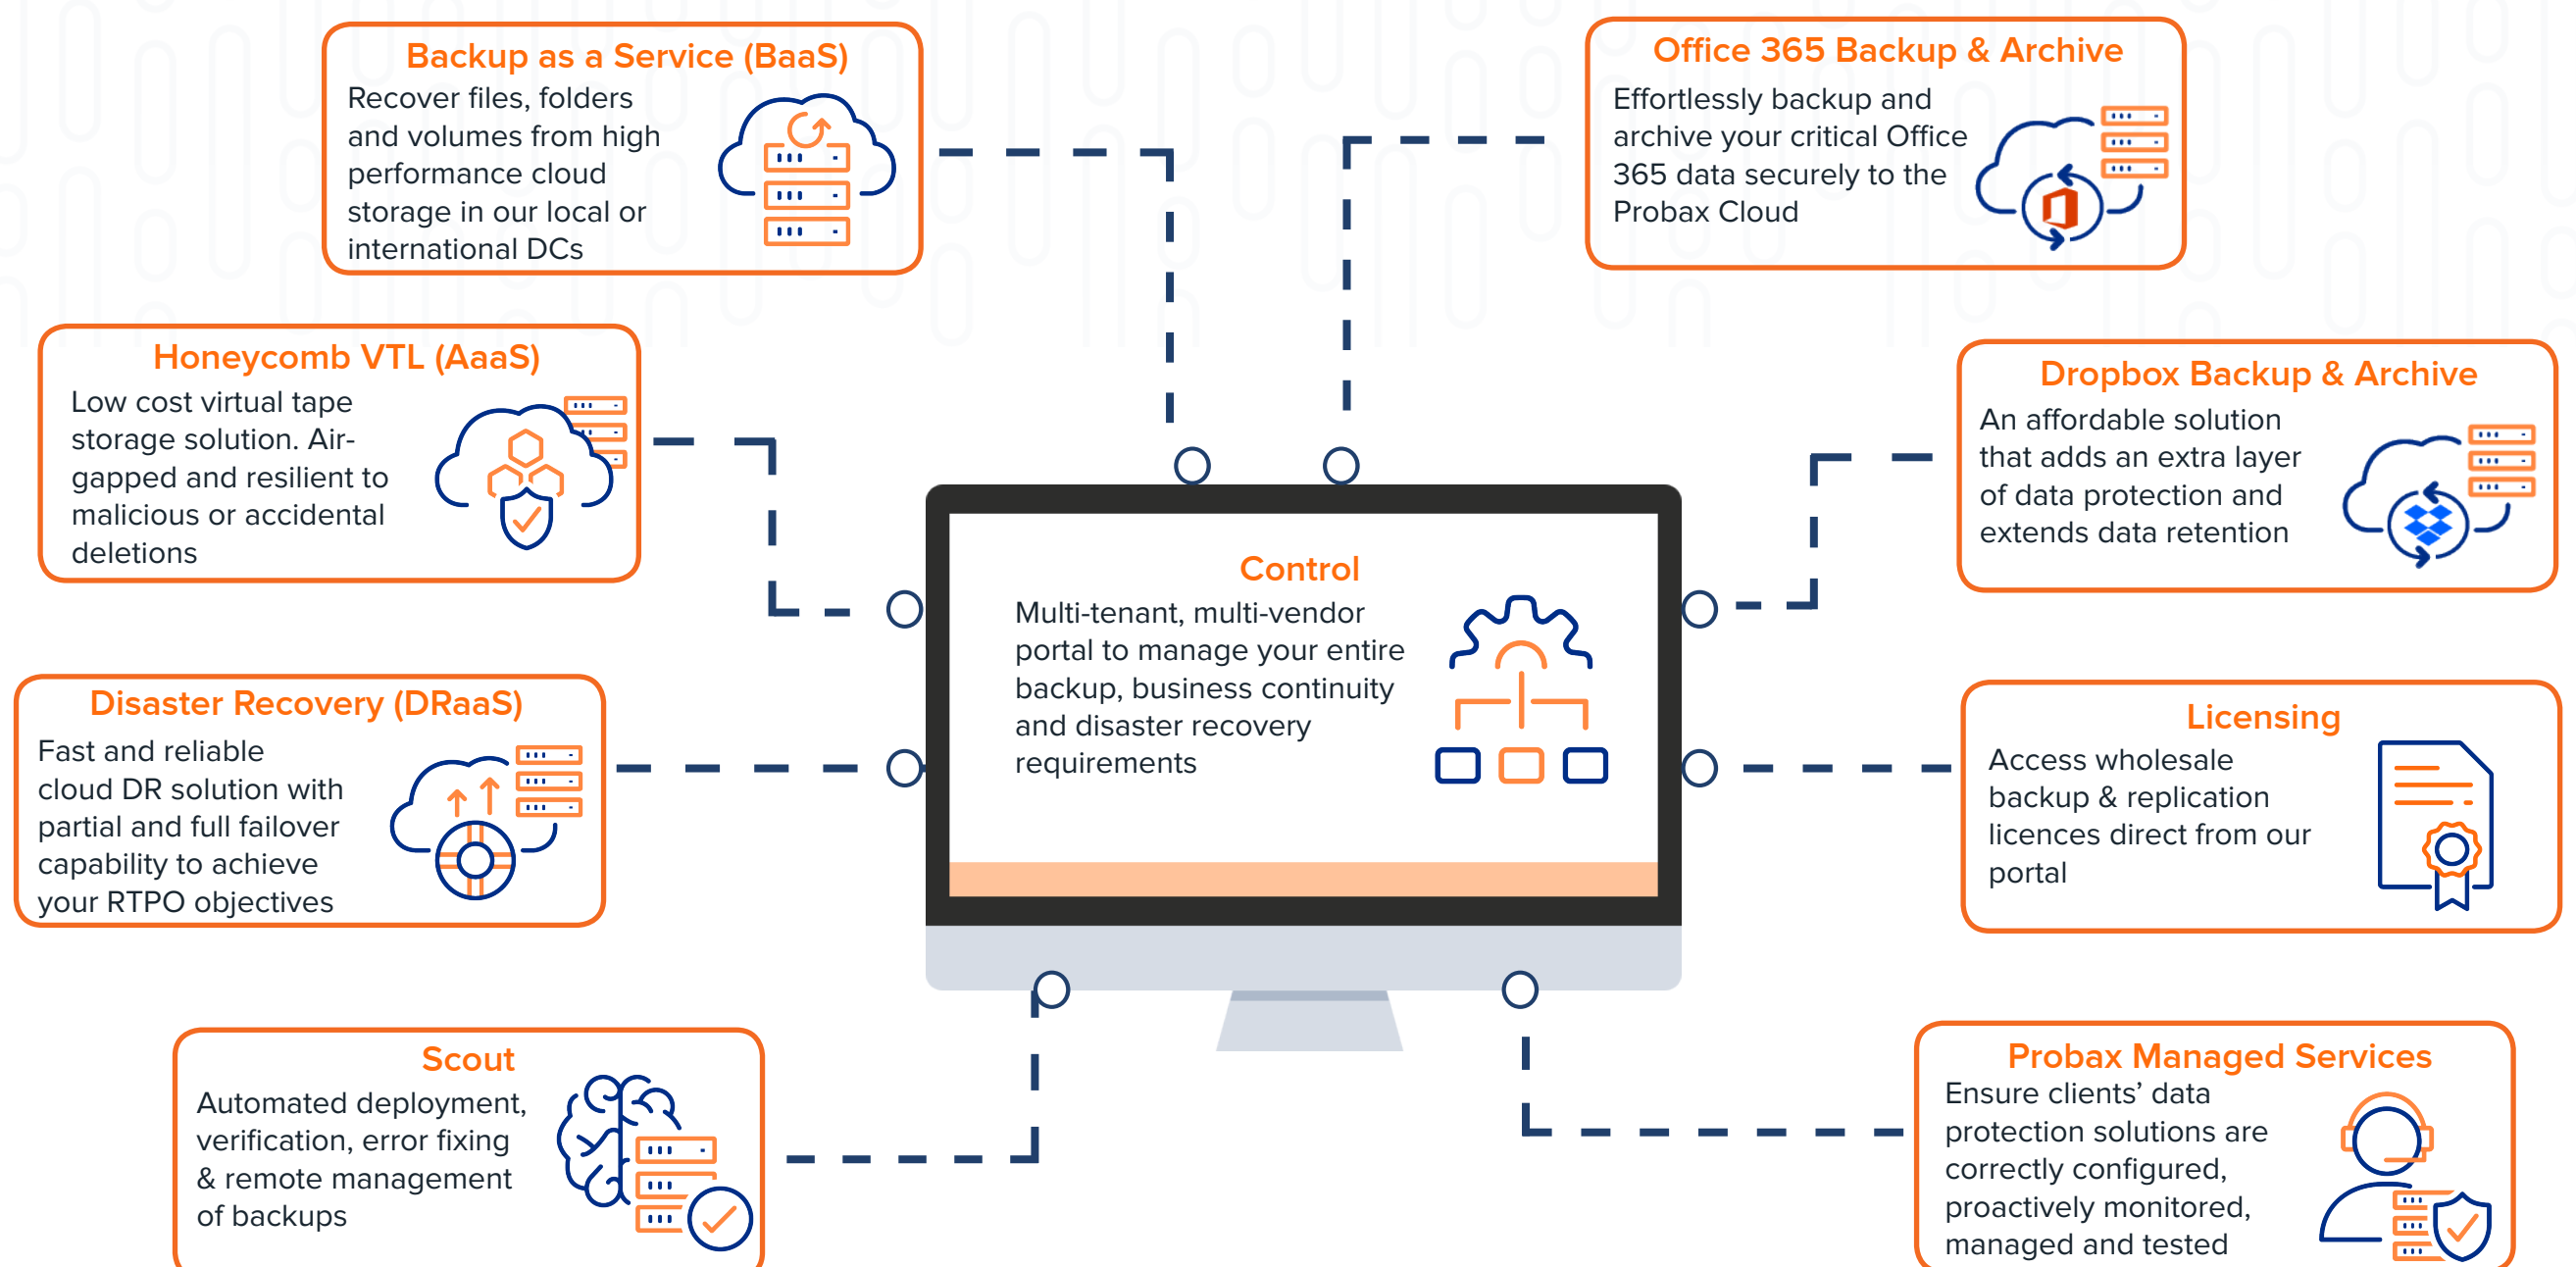 Backup as a Service (BaaS)
Recover files, folders
and volumes from high
performance cloud
storage in our local or
international DCs
Office 365 Backup & Archive
Effortlessly backup and
archive your critical Office
365 data securely to the
Probax Cloud
Honeycomb VTL (AaaS)
Low cost virtual tape
storage solution. Air-
gapped and resilient to
malicious or accidental
deletions
Dropbox Backup & Archive
An affordable solution
that adds an extra layer
of data protection and
extends data retention
Control
Multi-tenant, multi-vendor
portal to manage your entire
backup, business continuity
and disaster recovery
requirements
Disaster Recovery (DRaaS)
Fast and reliable
cloud DR solution with
partial and full failover
capability to achieve
your RTPO objectives
Licensing
Access wholesale
backup & replication
licences direct from our
portal
Scout
Automated deployment,
verification, error fixing
& remote management
of backups
Probax Managed Services
Ensure clients’ data
protection solutions are
correctly configured,
proactively monitored,
managed and tested